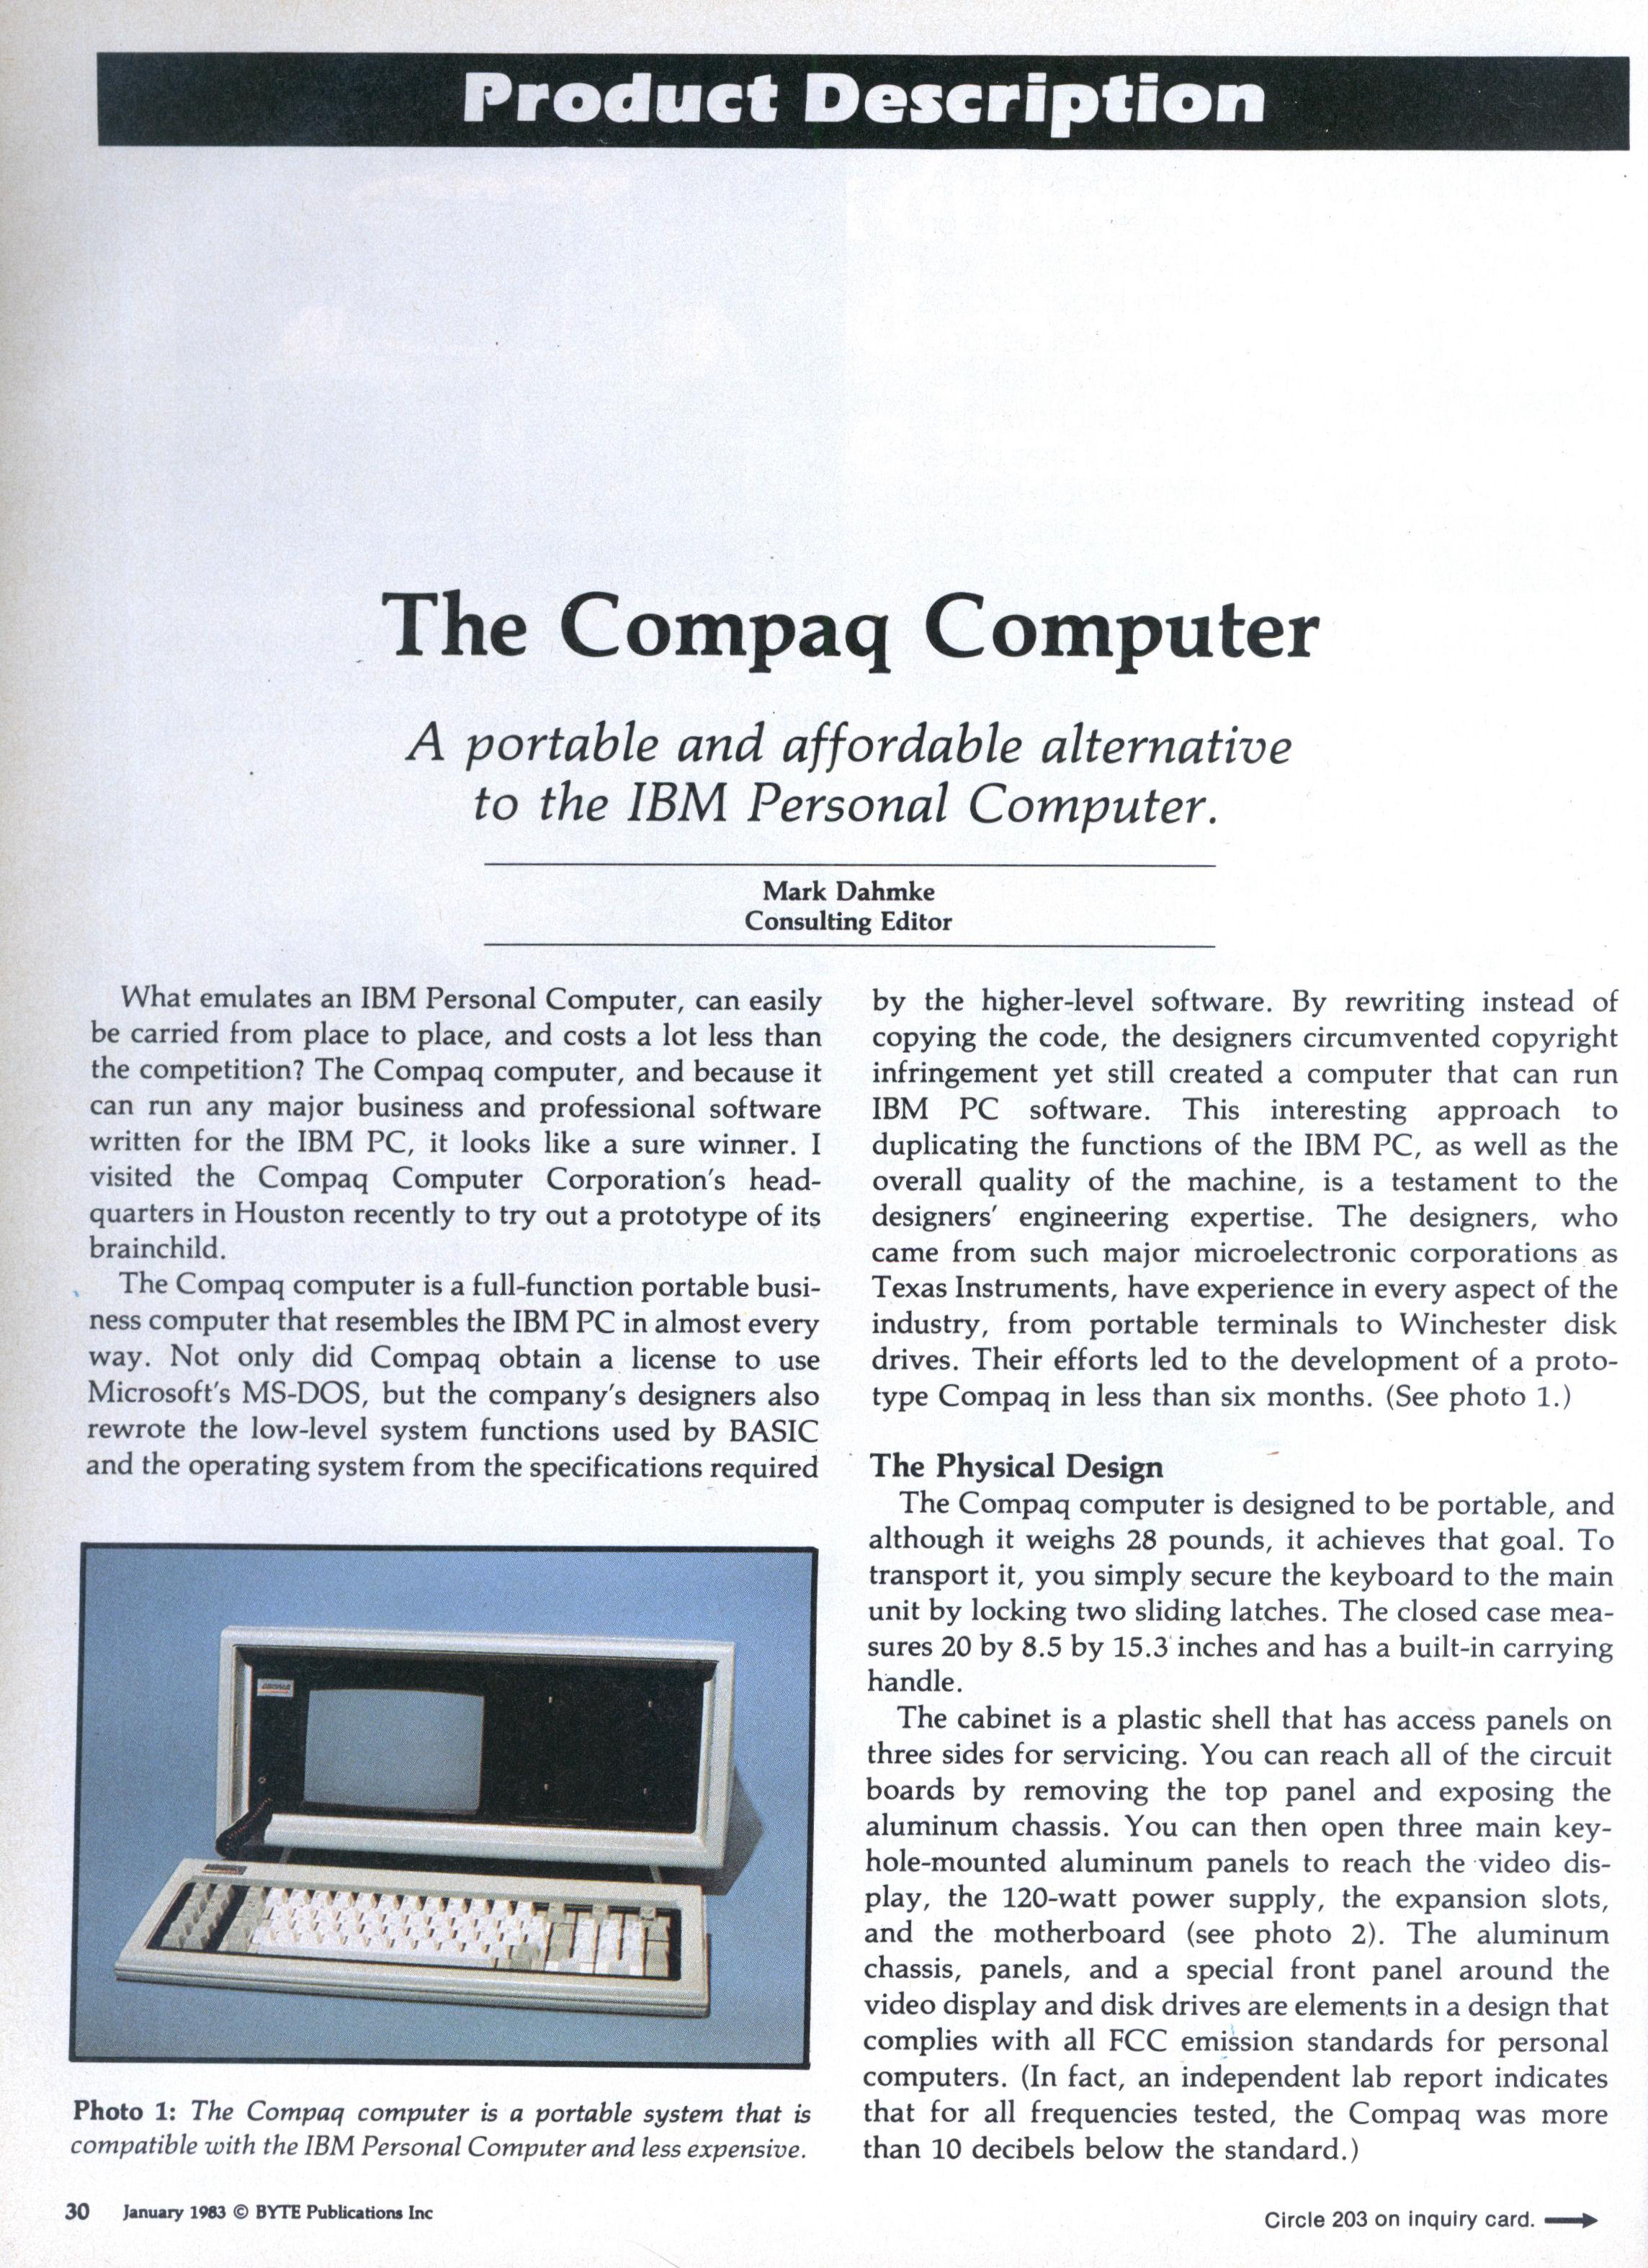 Product Description
The Compaq Computer
A portable and affordable alternative
to the IBM Personal Computer.
Mark Dahmke
Consulting Editor
What emulates an IBM Personal Computer, can easily
be carried from place to place, and costs a lot less than
the competition? The Compaq computer, and because it
can run any major business and professional software
written for the IBM PC, it looks like a sure winner. I
visited the Compaq Computer Corporation's head-
quarters in Houston recently to try out a prototype of its
brainchild.
The Compaq computer is a full-function portable busi-
ness computer that resembles the IBM PC in almost every
way. Not only did Compaq obtain a license to use
Microsoft's MS-DOS, but the company's designers also
rewrote the low-level system functions used by BASIC
and the operating system from the specifications required
by the higher-level software. By rewriting instead of
copying the code, the designers circumvented copyright
infringement yet still created a computer that can run
IBM PC software. This interesting approach to
duplicating the functions of the IBM PC, as well as the
overall quality of the machine, is a testament to the
designers' engineering expertise. The designers, who
came from such major microelectronic corporations as
Texas Instruments, have experience in every aspect of the
industry, from portable terminals to Winchester disk
drives. Their efforts led to the development of a proto-
type Compaq in less than six months. (See photo 1.)
The Physical Design
The Compaq computer is designed to be portable, and
although it weighs 28 pounds, it achieves that goal. To
transport it, you simply secure the keyboard to the main
unit by locking two sliding latches. The closed case mea-
sures 20 by 8.5 by 15.3 inches and has a built-in carrying
handle.
The cabinet is a plastic shell that has access panels on
three sides for servicing. You can reach all of the circuit
boards by removing the top panel and exposing the
aluminum chassis. You can then open three main key-
hole-mounted aluminum panels to reach the video dis-
play, the 120-watt power supply, the expansion slots,
and the motherboard (see photo 2). The aluminum
chassis, panels, and a special front panel around the
video display and disk drives are elements in a design that
complies with all FCC emission standards for personal
computers. (In fact, an independent lab report indicates
that for all frequencies tested, the Compaq was more
than 10 decibels below the standard.)
Photo 1: The Compaq computer is a portable system that is
compatible with the IBM Personal Computer and less expensive.
30 January 1983 © BYTE Publications Inc
Circle 203 on inquiry card.